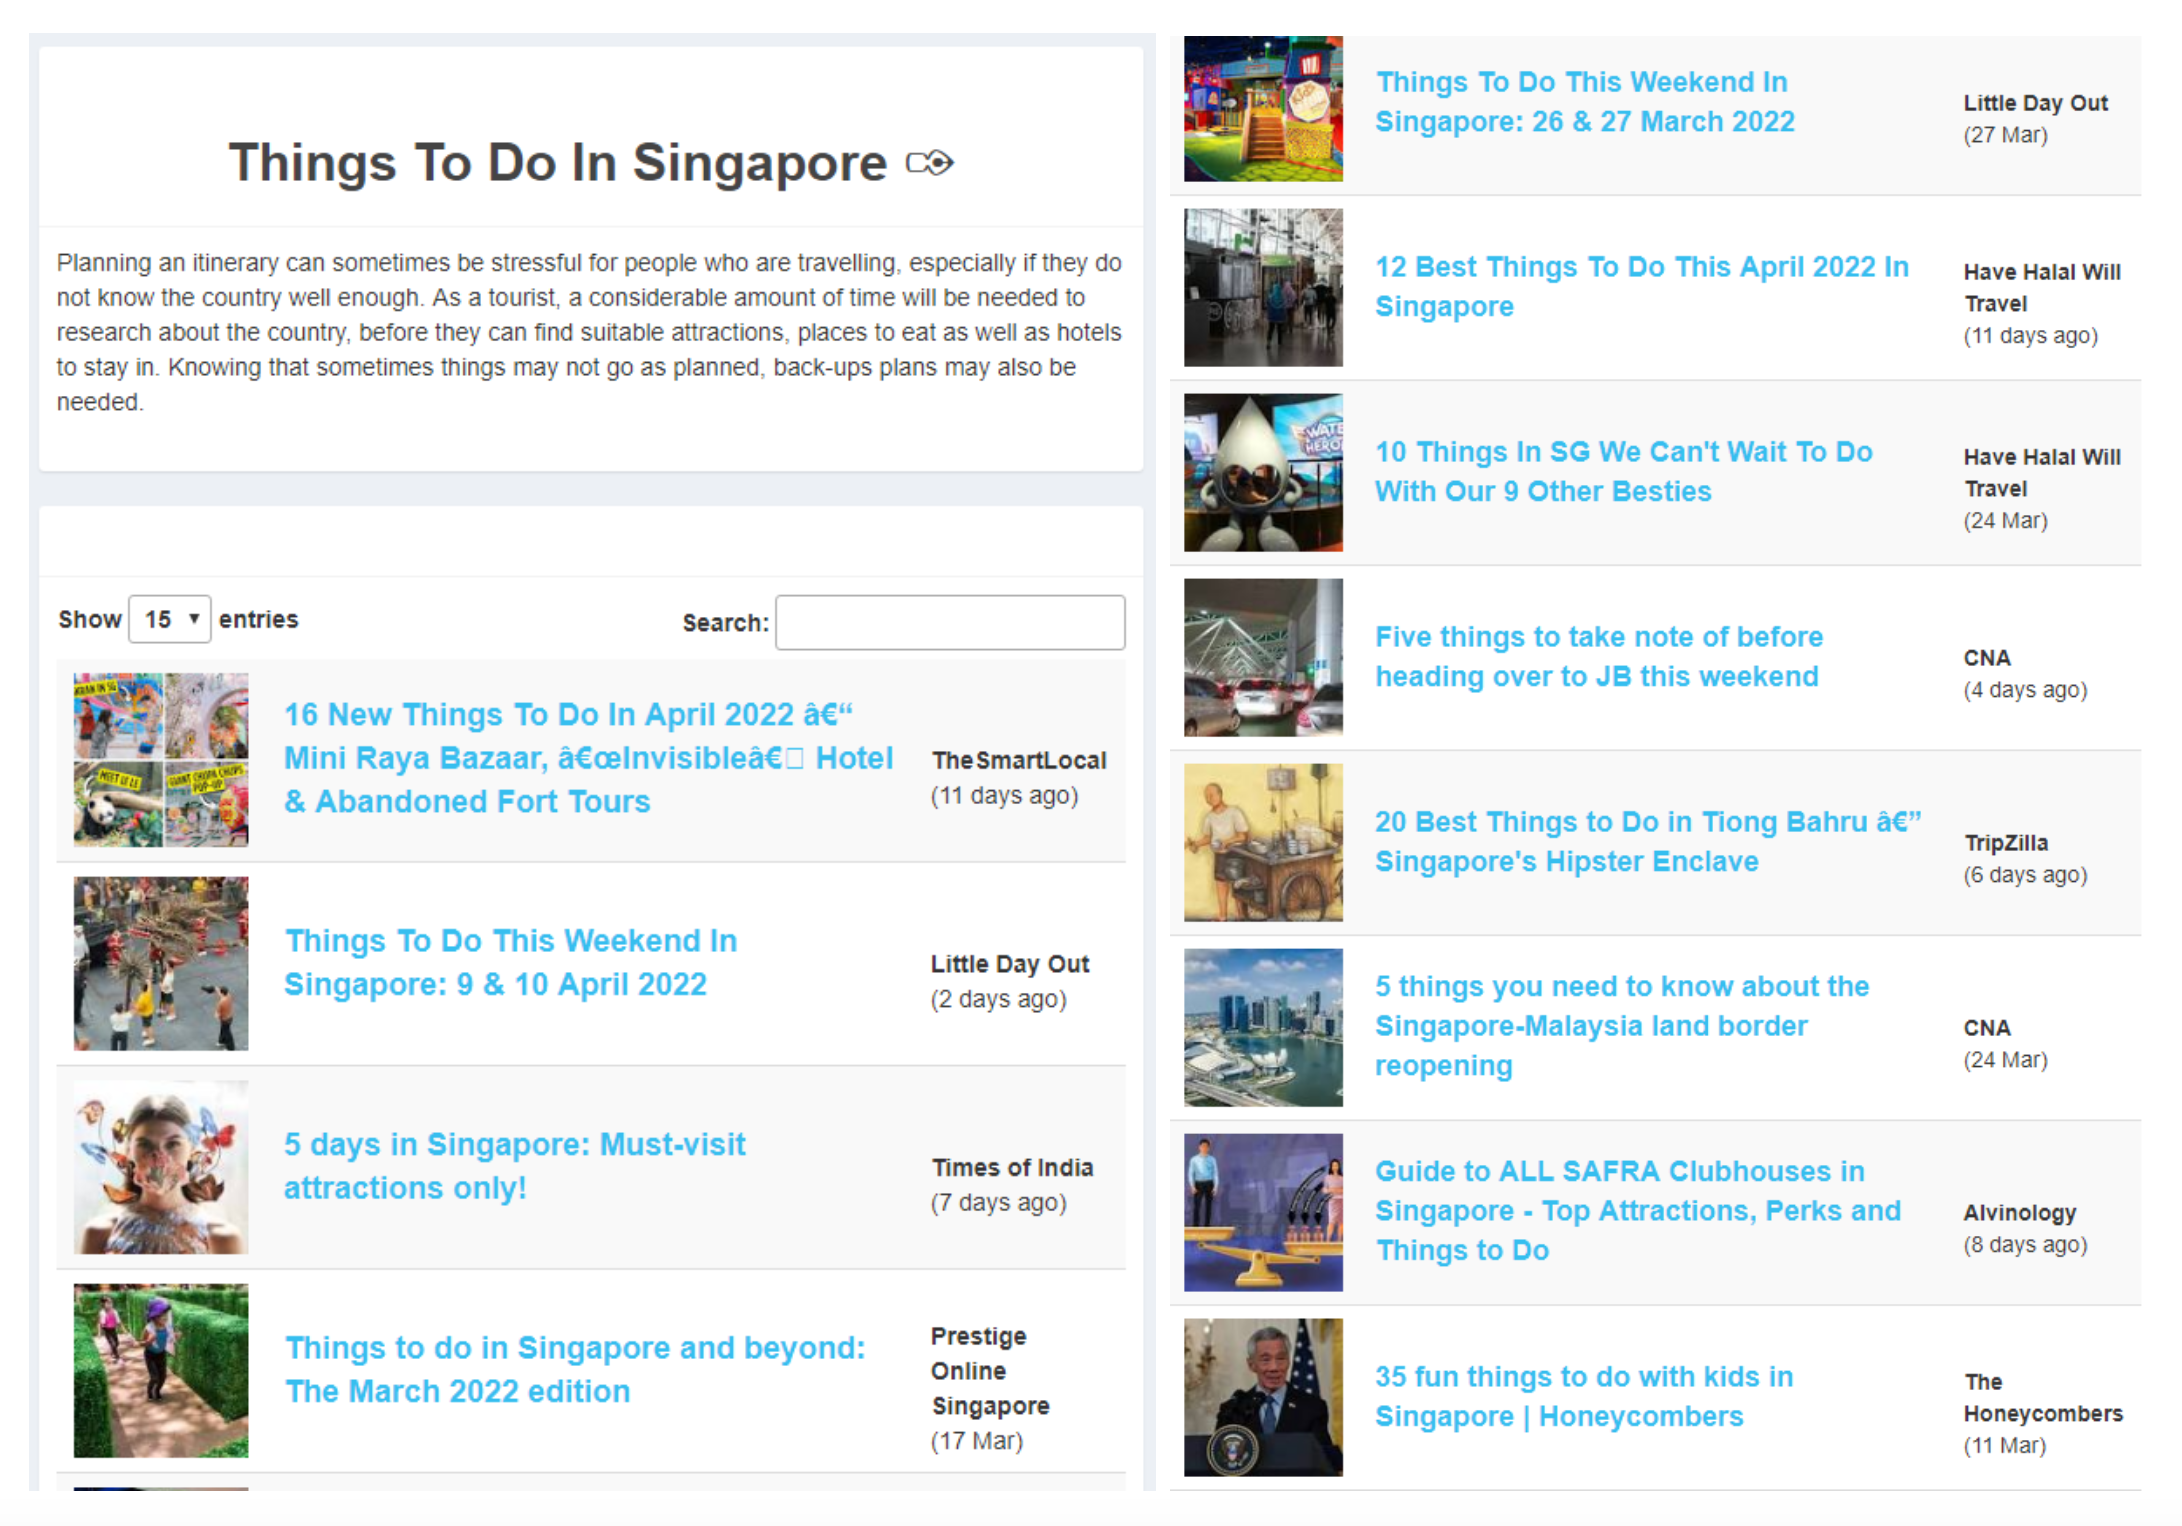 Things To Do In Singapore
Planning an itinerary can sometimes be stressful for people who are travelling, especially if they do
not know the country well enough. As a tourist, a considerable amount of time will be needed to
research about the country, before they can find suitable attractions, places to eat as well as hotels
to stay in. Knowing that sometimes things may not go as planned, back-ups plans may also be
needed.
Show 15 entries
Search:
MEET LE LE
GIANT CHUPA CHUPS
POP-UP
16 New Things To Do In April 2022 â€“
Mini Raya Bazaar, â€œInvisibleâ€□ Hotel
& Abandoned Fort Tours
TheSmartLocal
(11 days ago)
Things To Do This Weekend In
Singapore: 9 & 10 April 2022
Little Day Out
(2 days ago)
5 days in Singapore: Must-visit
attractions only!
Times of India
(7 days ago)
Things to do in Singapore and beyond:
The March 2022 edition
Prestige
Online
Singapore
(17 Mar)
Things To Do This Weekend In
Singapore: 26 & 27 March 2022
Little Day Out
(27 Mar)
12 Best Things To Do This April 2022 In
Singapore
Have Halal Will
Travel
(11 days ago)
WATE
HERO
10 Things In SG We Can't Wait To Do
With Our 9 Other Besties
Have Halal Will
Travel
(24 Mar)
Five things to take note of before
heading over to JB this weekend
CNA
(4 days ago)
20 Best Things to Do in Tiong Bahru â€”
Singapore's Hipster Enclave
TripZilla
(6 days ago)
5 things you need to know about the
Singapore-Malaysia land border
reopening
CNA
(24 Mar)
Guide to ALL SAFRA Clubhouses in
Singapore - Top Attractions, Perks and
Things to Do
Alvinology
(8 days ago)
35 fun things to do with kids in
Singapore | Honeycombers
The
Honeycombers
(11 Mar)